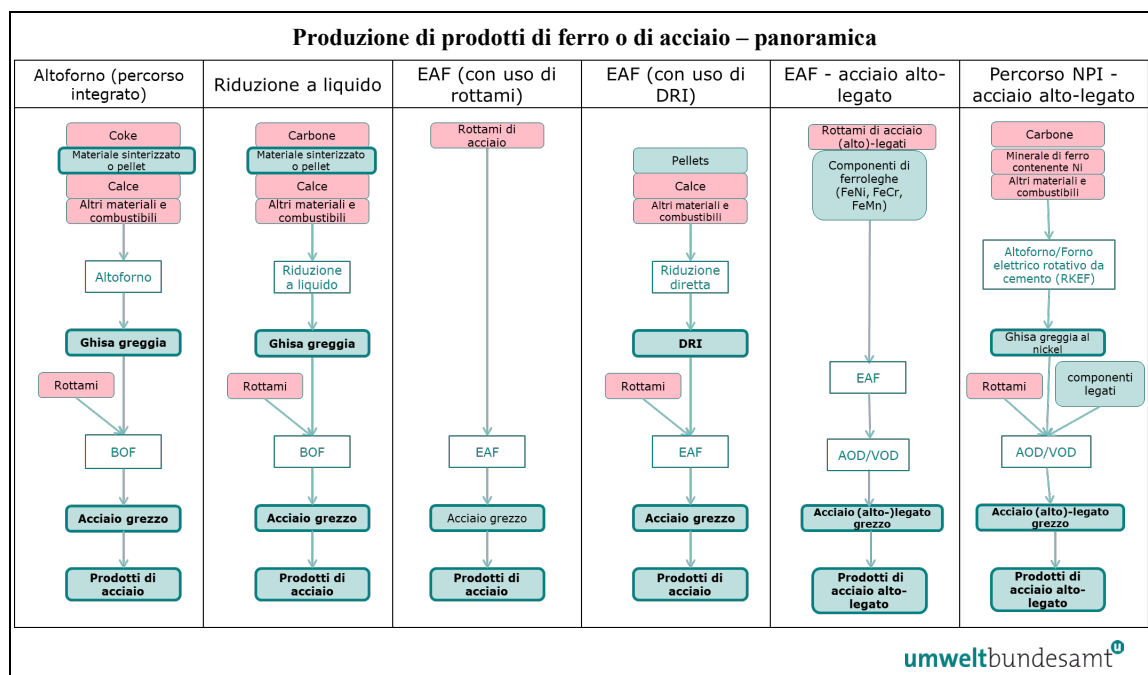 Produzione di prodotti di ferro o di acciaio – panoramica
Altoforno (percorso
integrato)
Coke
Materiale sinterizzato
o pellet
Calce
Altri materiali e
combustibili
Altoforno
Ghisa greggia
Rottami
BOF
Acciaio grezzo
Prodotti di
acciaio
Riduzione a liquido
Carbone
Materiale sinterizzato
o pellet
Calce
Altri materiali e
combustibili
Riduzione
a liquido
Ghisa greggia
Rottami
BOF
Acciaio grezzo
Prodotti di
acciaio
EAF (con uso di
rottami)
Rottami di
acciaio
EAF
Acciaio grezzo
Prodotti di
acciaio
EAF (con uso di
DRI)
Pellets
Calce
Altri materiali e
combustibili
Riduzione
diretta
DRI
Rottami
EAF
Acciaio grezzo
Prodotti di
acciaio
EAF - acciaio alto-
legato
Rottami di acciaio
(alto)-legati
Componenti di
ferroleghe
(FeNi, FeCr,
FeMn)
EAF
AOD/VOD
Acciaio (alto-)legato
grezzo
Prodotti di
acciaio alto-
legato
Percorso NPI -
acciaio alto-legato
Carbone
Minerale di ferro
contenente Ni
Altri materiali e
combustibili
Altoforno/Forno
elettrico rotativo da
cemento (RKEF)
Ghisa greggia al
nickel
Rottami
componenti
legati
AOD/VOD
Acciaio (alto)-legato
grezzo
Prodotti di
acciaio alto-
legato
umweltbundesamt u